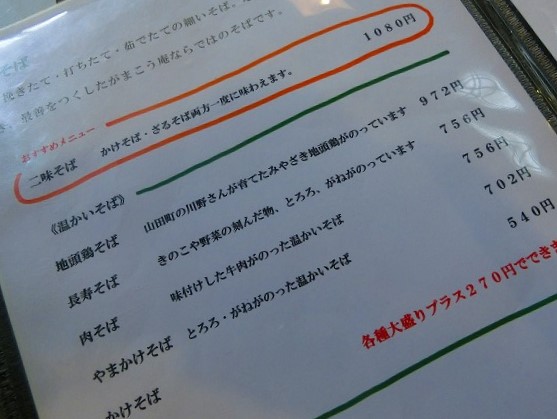 そば
挽きたて・打ちたて・茹でたての細いそば。
最善をつくしたがまこう庵ならではのそばです。
おすすめメニュー
二味そば かけそば・ざるそば両方一度に味わえます。 1080円
《温かいそば》
地頭鶏そば 山田町の川野さんが育てたみやざき地頭鶏がのっています 972円
長寿そば きのこや野菜の刻んだ物、とろろ、がねがのっています 756円
肉そば 味付けした牛肉がのった温かいそば 756円
やまかけそば とろろ・がねがのった温かいそば 702円
かけそば 540円
各種大盛りプラス270円でできま